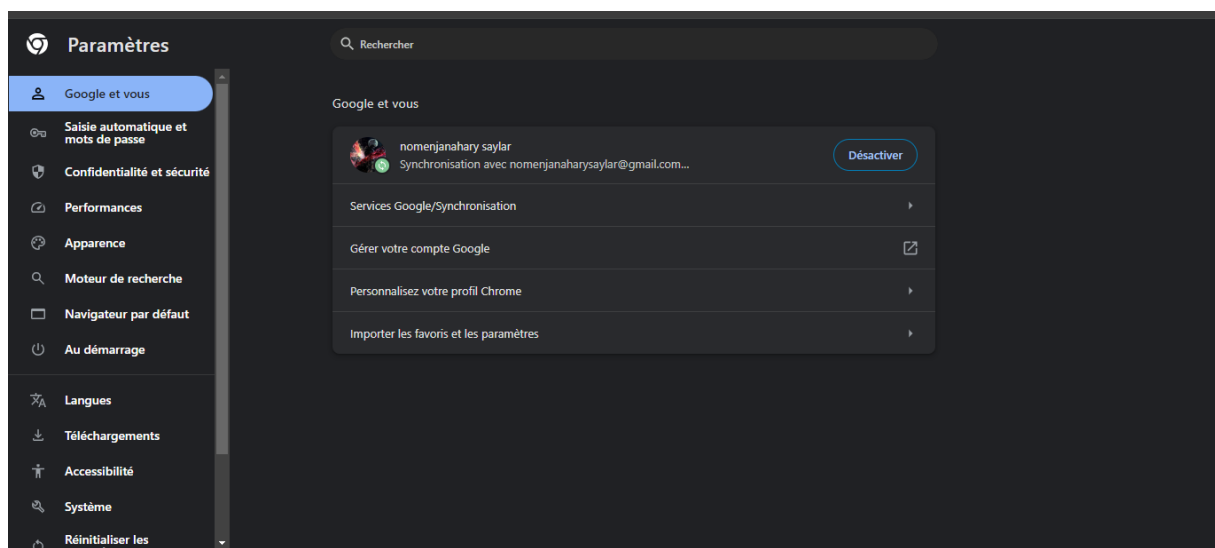 Paramètres
Rechercher
Google et vous
Saisie automatique et
mots de passe
Confidentialité et sécurité
Performances
Apparence
Moteur de recherche
Navigateur par défaut
Au démarrage
Langues
Téléchargements
Accessibilité
Système
Réinitialiser les
Google et vous
nomenjanahary saylar
Synchronisation avec nomenjanaharysaylar@gmail.com...
Désactiver
Services Google/Synchronisation
Gérer votre compte Google
Personnalisez votre profil Chrome
Importer les favoris et les paramètres